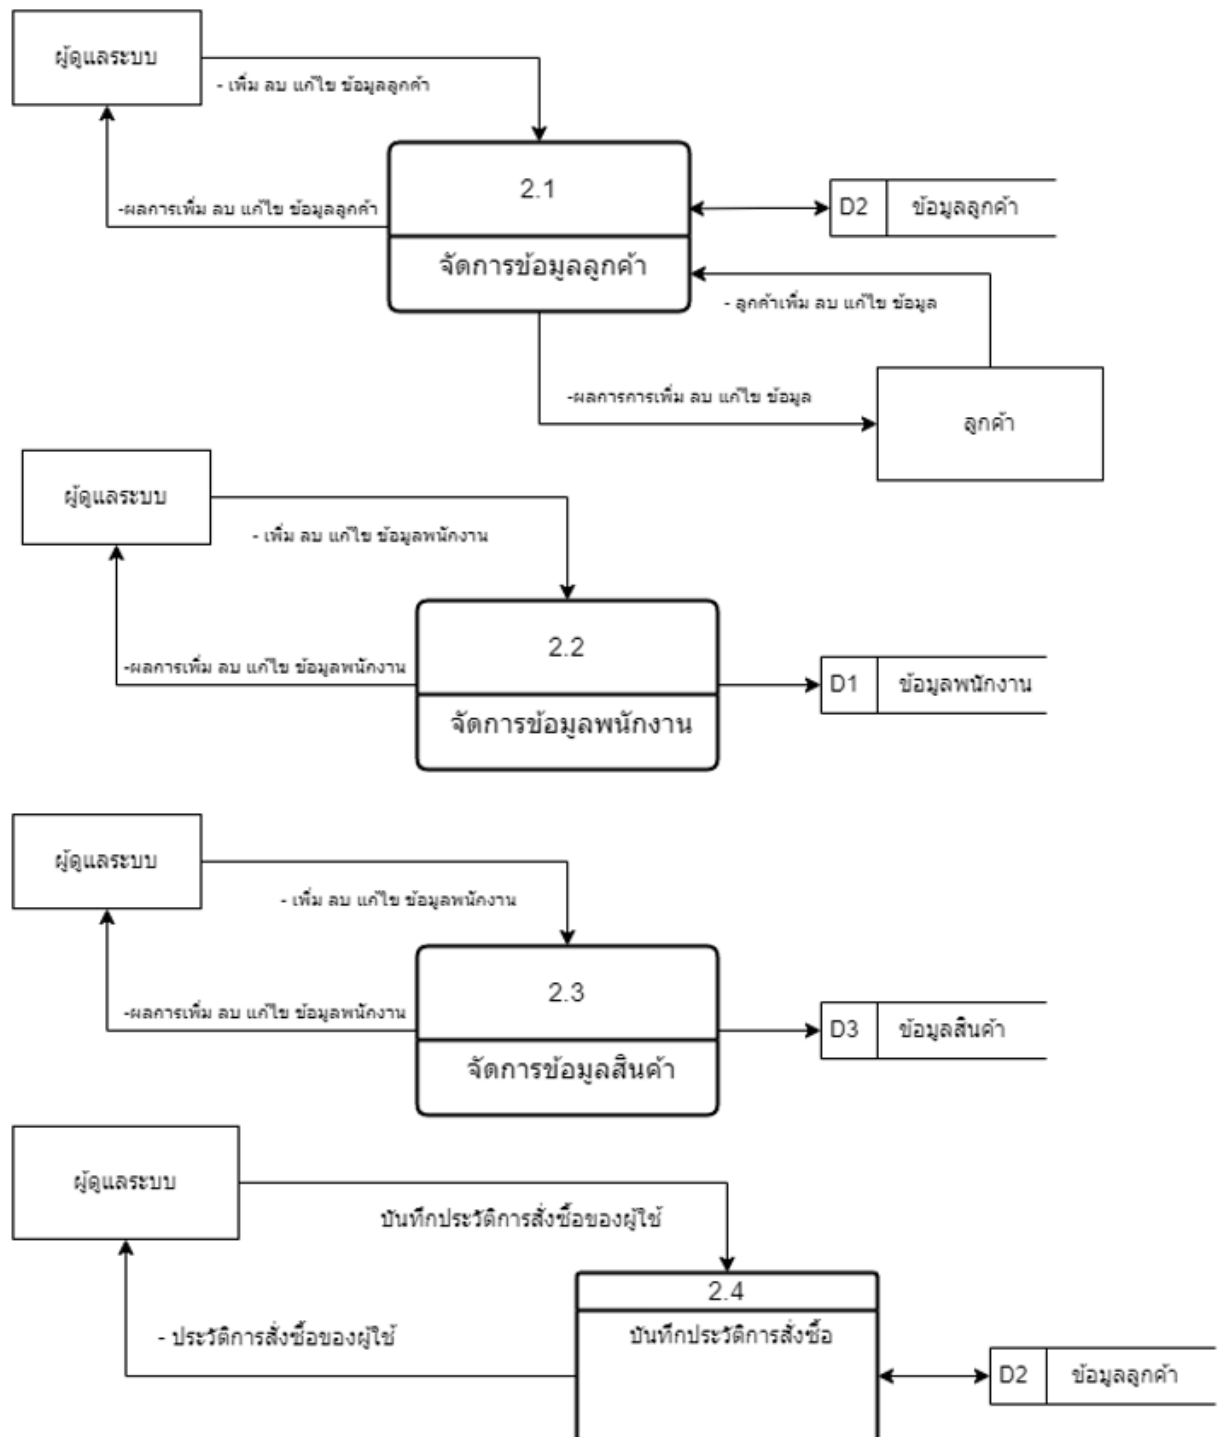 ผู้ดูแลระบบ
- เพิ่ม ลบ แก้ไข ข้อมูลลูกค้า
2.1
-ผลการเพิ่ม ลบ แก้ไข ข้อมูลลูกค้า
D2 ข้อมูลลูกค้า
จัดการข้อมูลลูกค้า
- ลูกค้าเพิ่ม ลบ แก้ไข ข้อมูล
-ผลการการเพิ่ม ลบ แก้ไข ข้อมูล
ลูกค้า
ผู้ดูแลระบบ
- เพิ่ม ลบ แก้ไข ข้อมูลพนักงาน
2.2
-ผลการเพิ่ม ลบ แก้ไข ข้อมูลพนักงาน
D1 ข้อมูลพนักงาน
จัดการข้อมูลพนักงาน
ผู้ดูแลระบบ
- เพิ่ม ลบ แก้ไข ข้อมูลพนักงาน
2.3
-ผลการเพิ่ม ลบ แก้ไข ข้อมูลพนักงาน
D3 ข้อมูลสินค้า
จัดการข้อมูลสินค้า
ผู้ดูแลระบบ
บันทึกประวัติการสั่งซื้อของผู้ใช้
2.4
- ประวัติการสั่งซื้อของผู้ใช้
บันทึกประวัติการสั่งซื้อ
D2 ข้อมูลลูกค้า